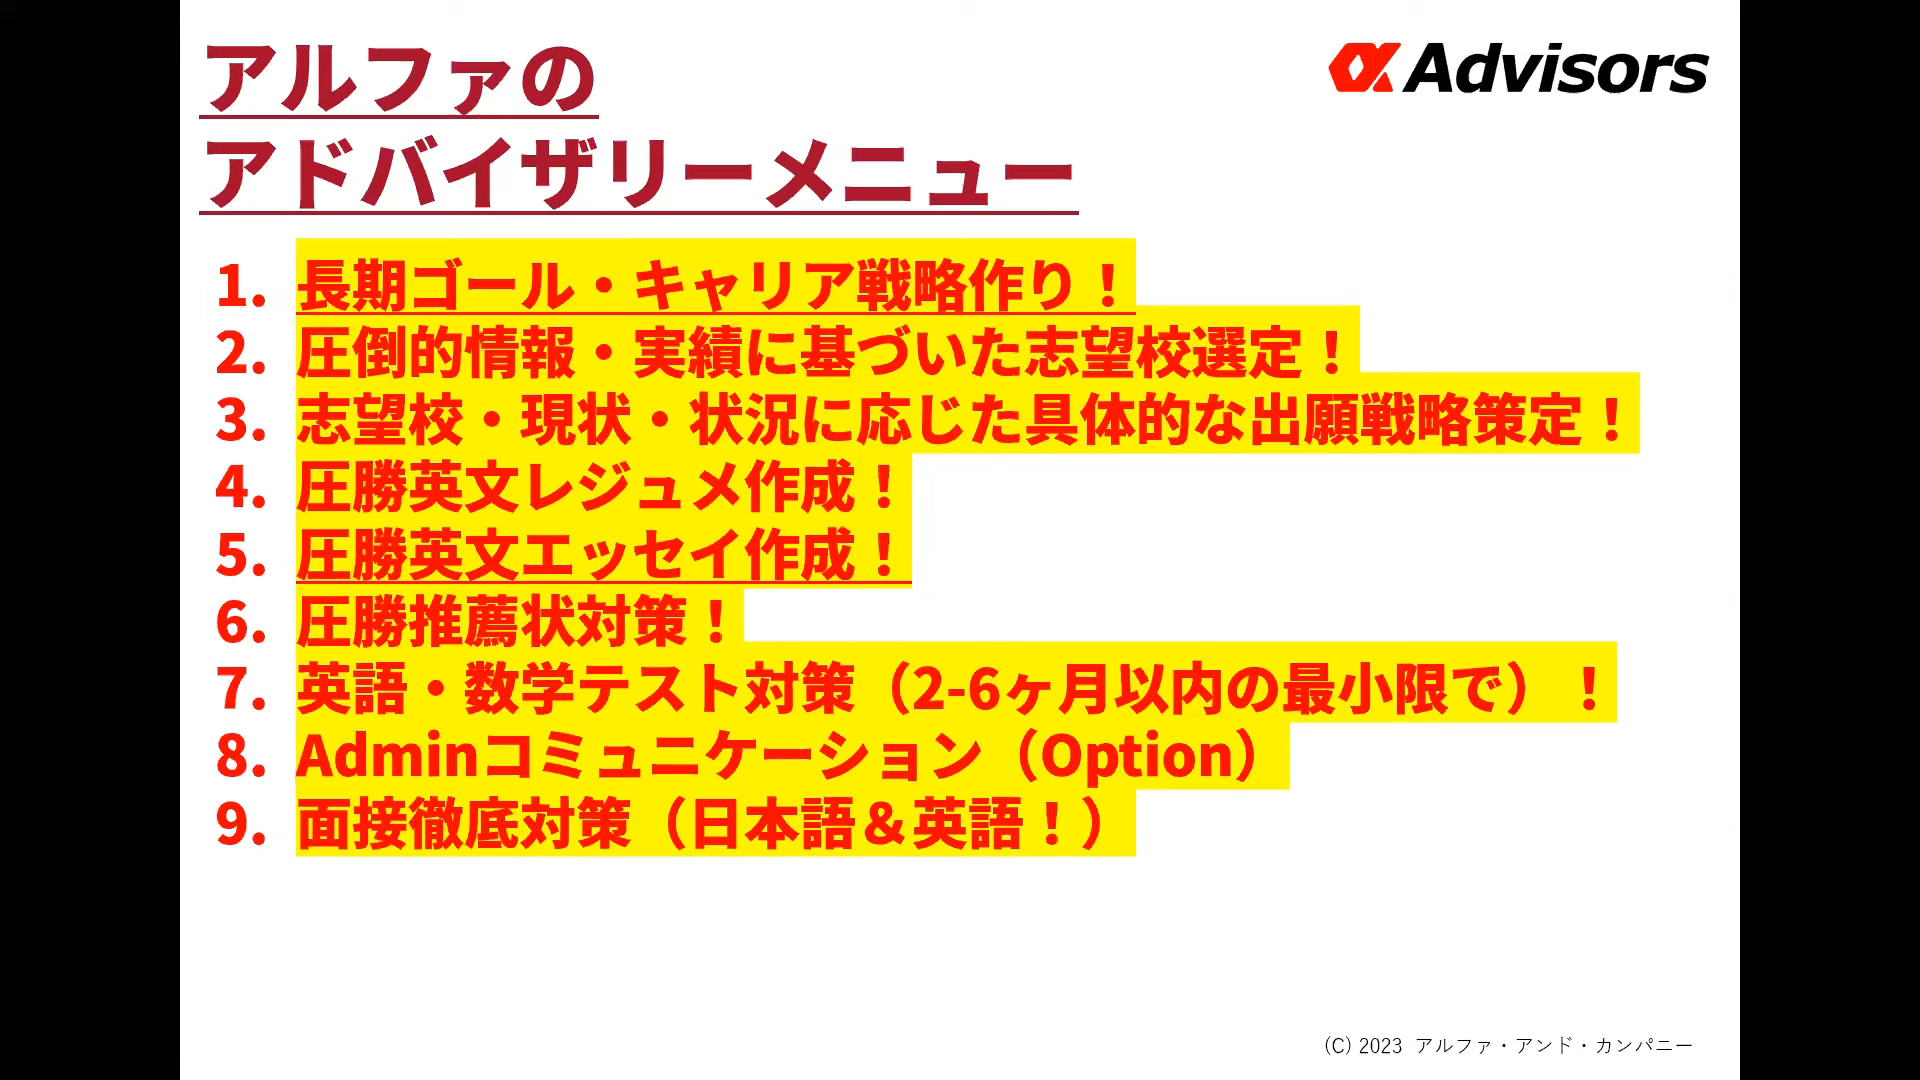 アルファの
アドバイザリーメニュー
αAdvisors
1. 長期ゴール・キャリア戦略作り！
2. 圧倒的情報・実績に基づいた志望校選定！
3. 志望校・現状・状況に応じた具体的な出願戦略策定！
4. 圧勝英文レジュメ作成！
5. 圧勝英文エッセイ作成！
6. 圧勝推薦状対策！
7. 英語・数学テスト対策（2-6ヶ月以内の最小限で）！
8. Adminコミュニケーション（Option）
9. 面接徹底対策（日本語＆英語！）
(C) 2023 アルファ・アンド・カンパニー